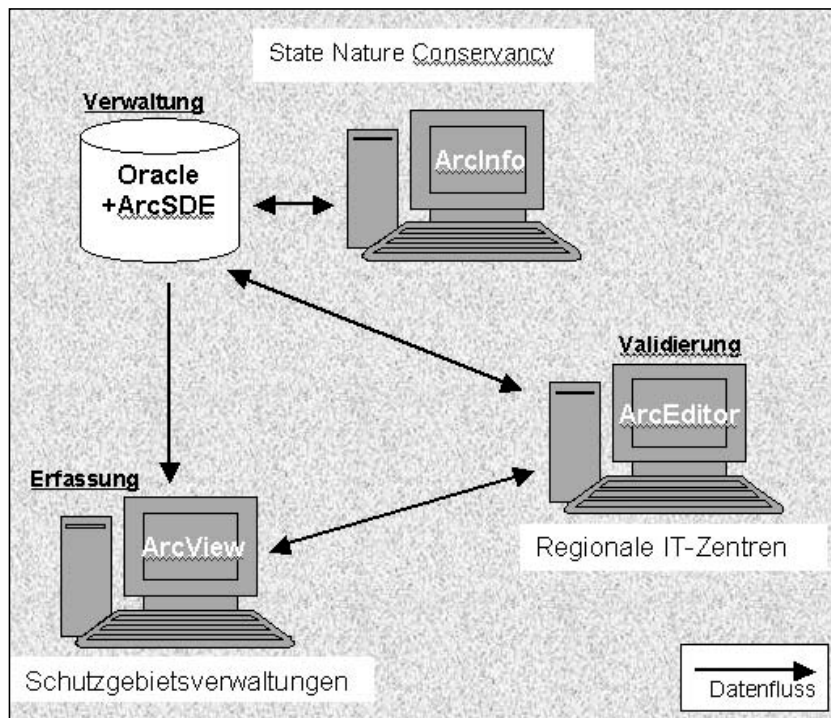 State Nature Conservancy
Verwaltung
Oracle
+ArcSDE
ArcInfo
Validierung
ArcEditor
Regionale IT-Zentren
Erfassung
ArcView
Schutzgebietsverwaltungen
Datenfluss